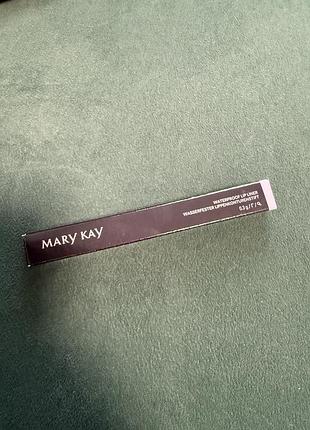 MARY KAY
WATERPROOF LIP LINER
WASSERFESTER LIPPENKONTURENSTIFT